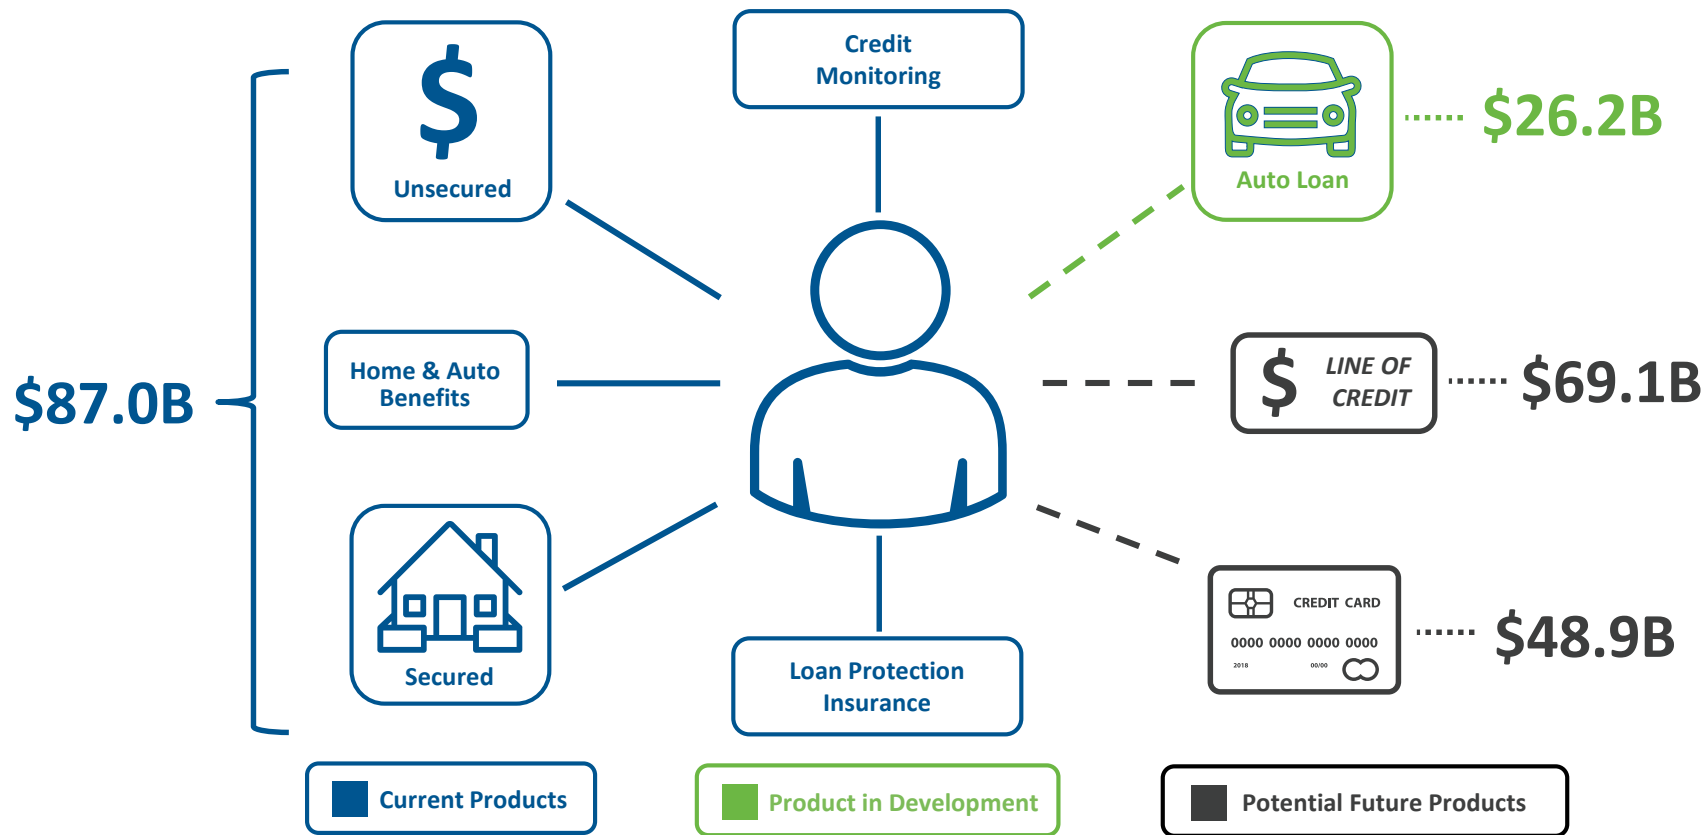 $
Unsecured
Credit
Monitoring
Auto Loan
$26.2B
$87.0B
Home & Auto
Benefits
$
LINE OF
CREDIT
$69.1B
Secured
Loan Protection
Insurance
CREDIT CARD
0000 0000 0000 0000
2018 00/00
$48.9B
Current Products
Product in Development
Potential Future Products